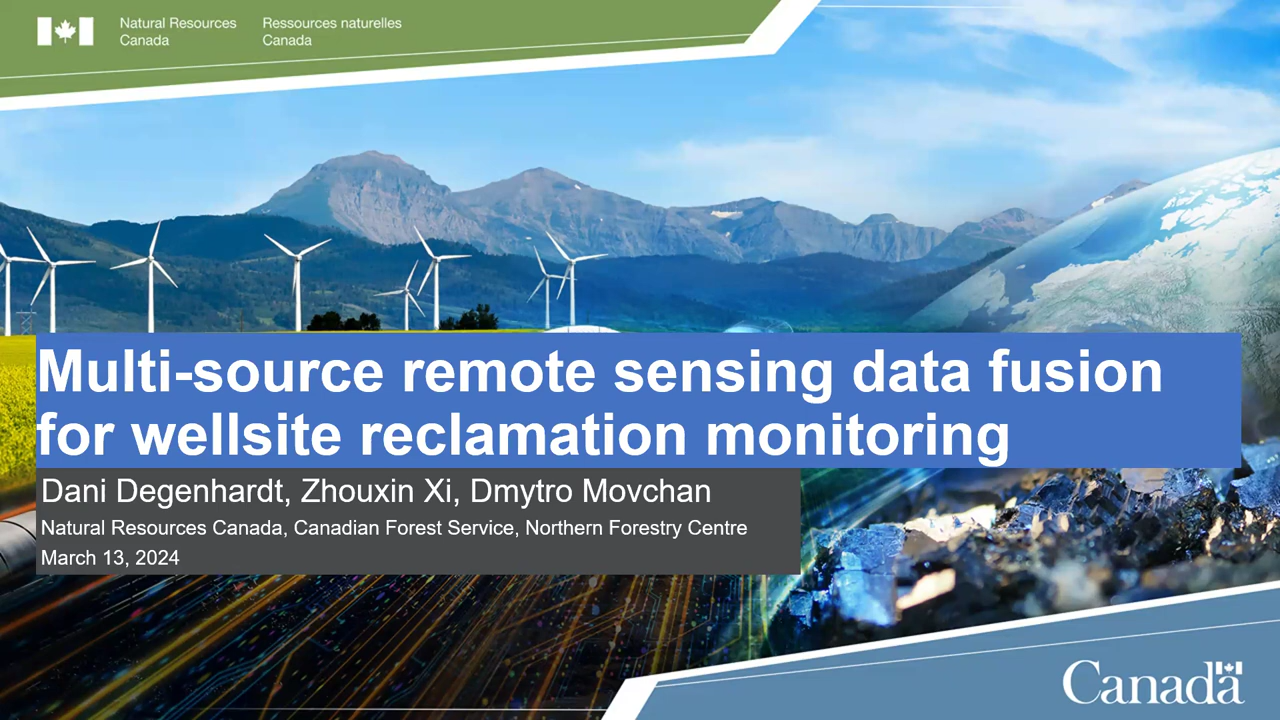 Natural Resources
Canada
Ressources naturelles
Canada
Multi-source remote sensing data fusion
for wellsite reclamation monitoring
Dani Degenhardt, Zhouxin Xi, Dmytro Movchan
Natural Resources Canada, Canadian Forest Service, Northern Forestry Centre
March 13, 2024
Canada